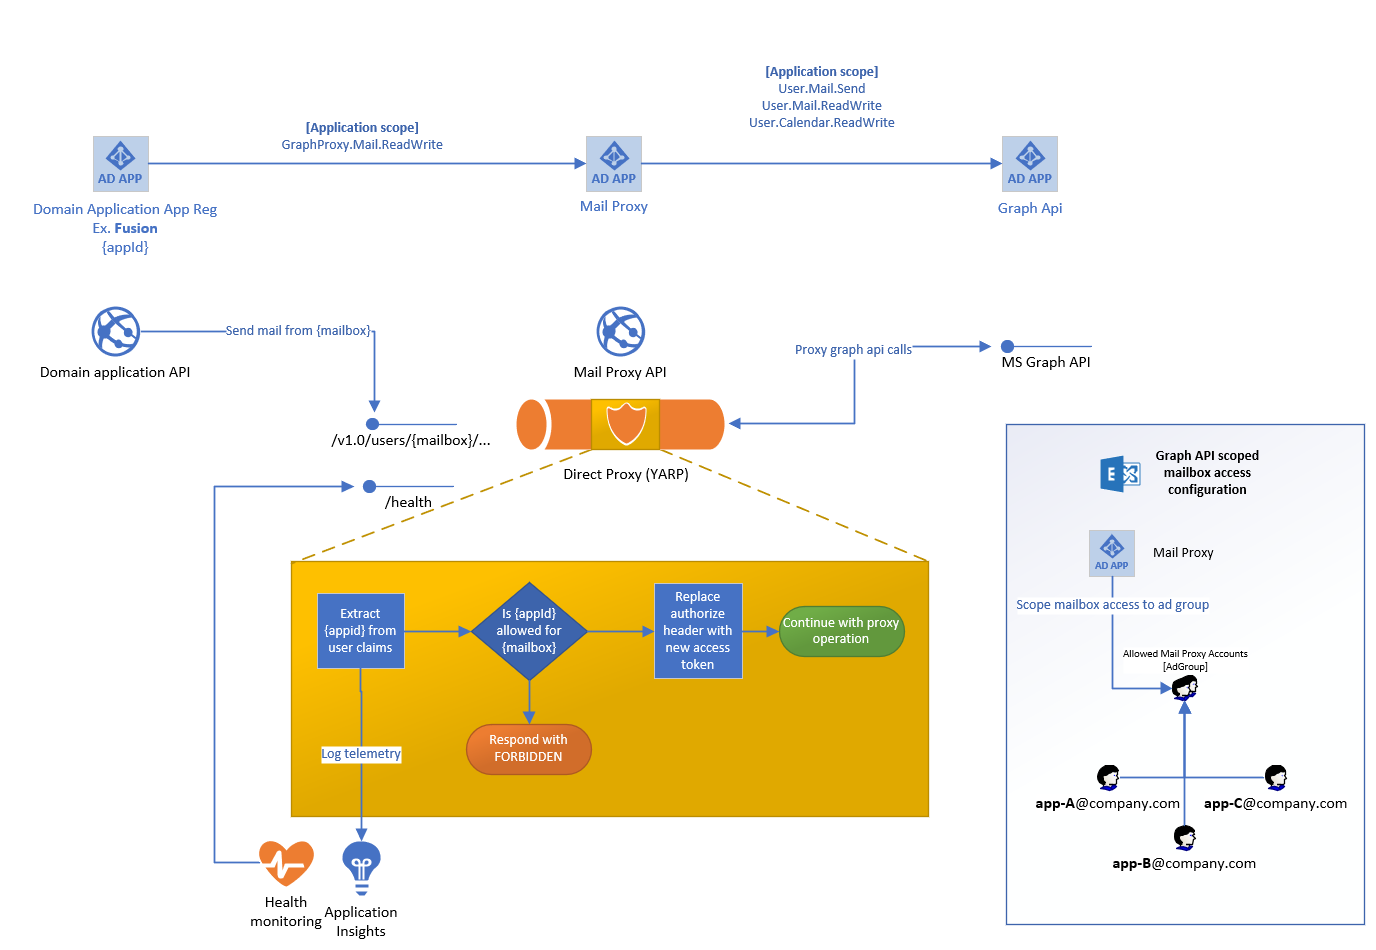 [Application scope]
User.Mail.Send
User.Mail.ReadWrite
User.Calendar.ReadWrite
[Application scope]
GraphProxy.Mail.ReadWrite
AD APP
AD APP
AD APP
Domain Application App Reg
Ex. Fusion
{appId}
Mail Proxy
Graph Api
Send mail from {mailbox}
Domain application API
Mail Proxy API
Proxy graph api calls
MS Graph API
/v1.0/users/{mailbox}/...
Direct Proxy (YARP)
/health
Extract
{appid} from
user claims
Is {appId}
allowed for
{mailbox}
Replace
authorize
header with
new access
token
Continue with proxy
operation
Respond with
FORBIDDEN
Log telemetry
Health
monitoring
Application
Insights
E
Graph API scoped
mailbox access
configuration
AD APP
Mail Proxy
Scope mailbox access to ad group
Allowed Mail Proxy Accounts
[AdGroup]
app-A@company.com
app-C@company.com
app-B@company.com